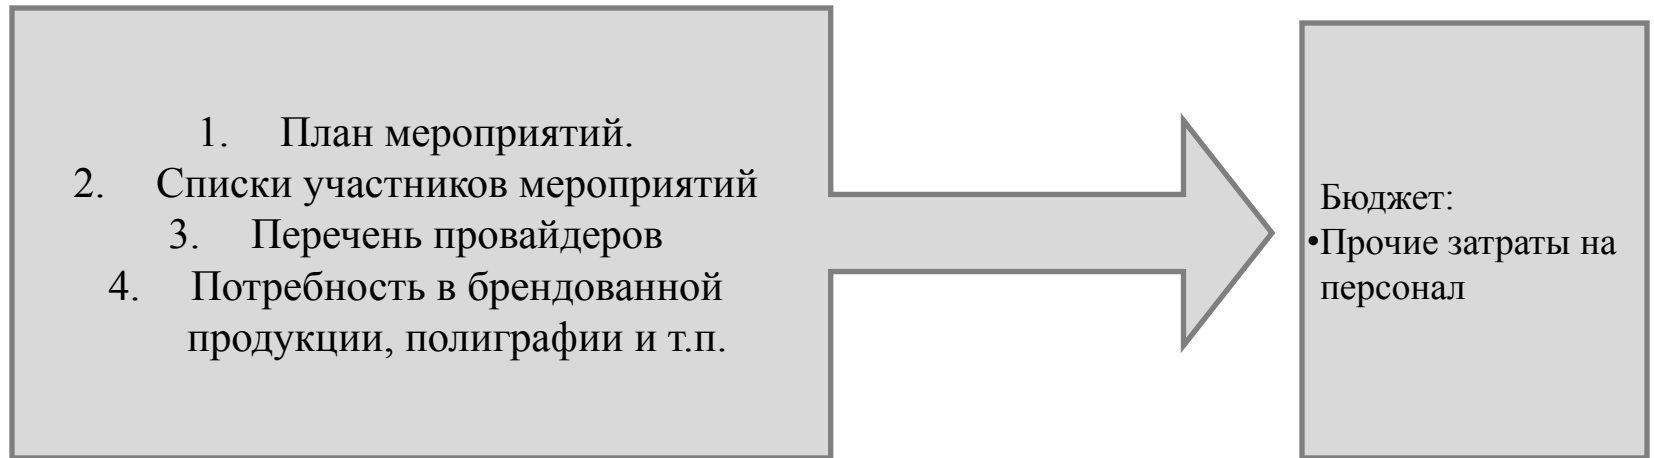 1. План мероприятий.
2. Списки участников мероприятий
3. Перечень провайдеров
4. Потребность в брендованной
продукции, полиграфии и т.п.
Бюджет:
•Прочие затраты на
персонал